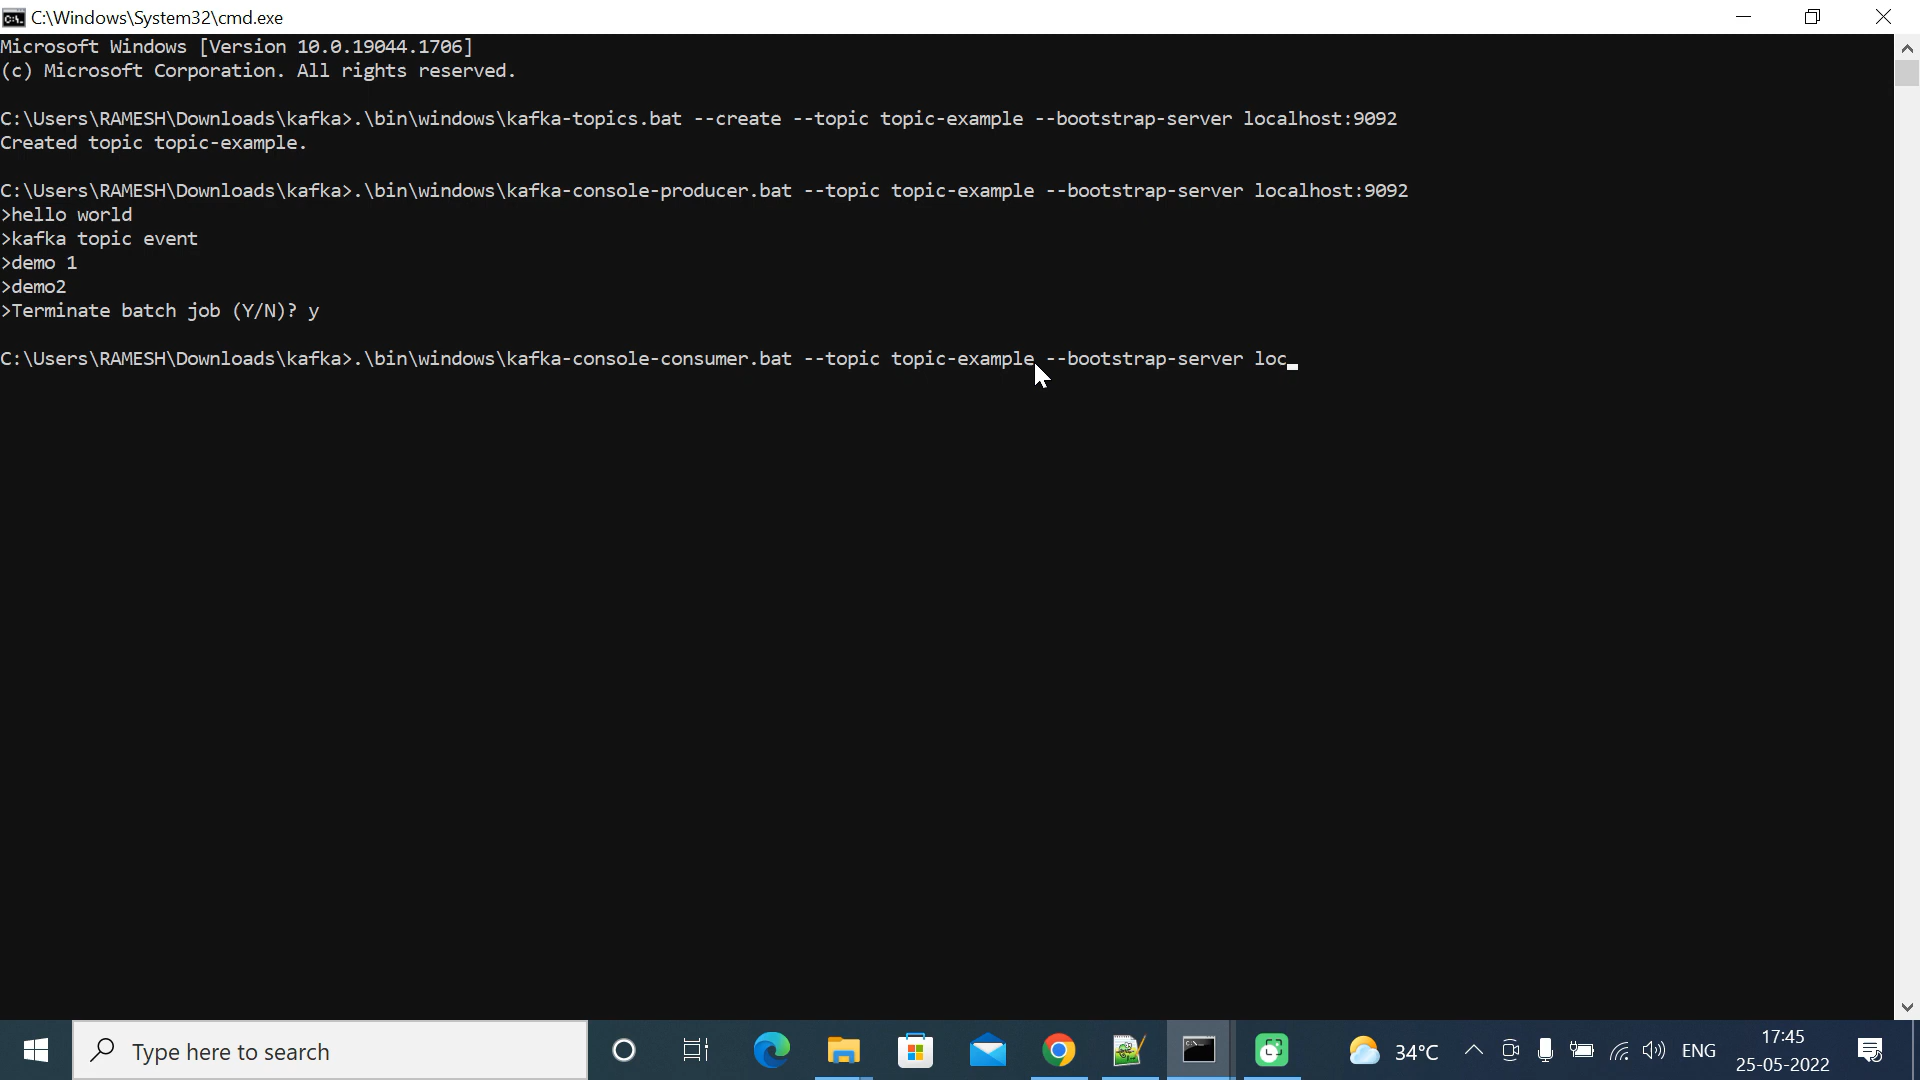 C:\Windows\System32\cmd.exe
Microsoft Windows [Version 10.0.19044.1706]
(c) Microsoft Corporation. All rights reserved.
C:\Users\RAMESH\Downloads\kafka>.\bin\windows\kafka-topics.bat --create --topic topic-example --bootstrap-server localhost:9092
Created topic topic-example.
C:\Users\RAMESH\Downloads\kafka>.\bin\windows\kafka-console-producer.bat --topic topic-example --bootstrap-server localhost:9092
>hello world
>kafka topic event
>demo 1
>demo2
>Terminate batch job (Y/N)? y
C:\Users\RAMESH\Downloads\kafka>.\bin\windows\kafka-console-consumer.bat --topic topic-example --bootstrap-server loc_
Type here to search
34°C
ENG
17:45
25-05-2022